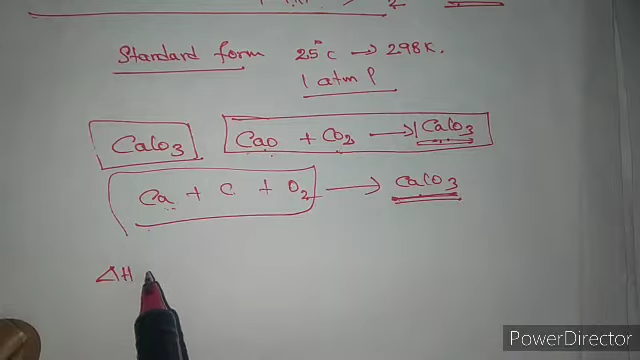 Standard form 25°C → 298K.
1 atm P
CaCO3 CaO + CO2 → CaCO3
Ca + C + O2 → CaCO3
ΔH
PowerDirector